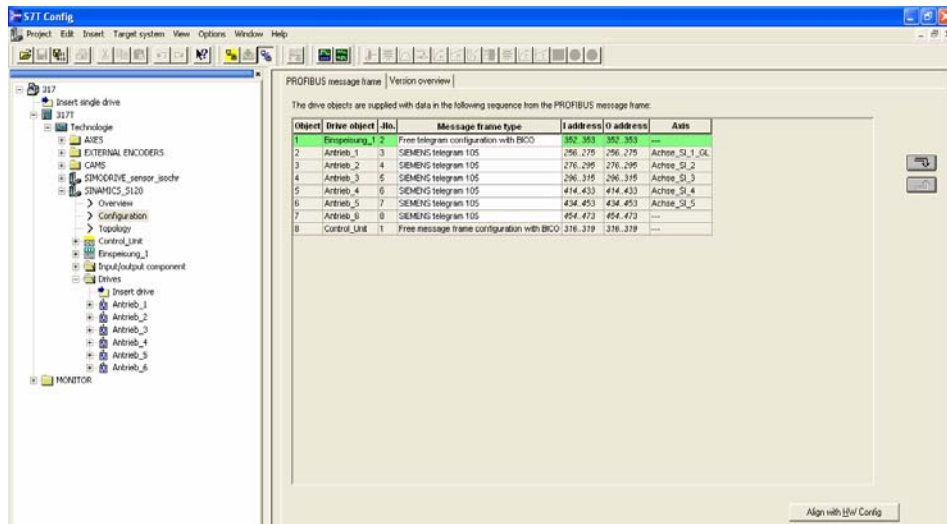 S7T Config
Project Edit Insert Target system View Options Window Help
317
Insert single drive
317T
Technologie
AXES
EXTERNAL ENCODERS
CAMS
SIMODRIVE_sensor_isochr
SINAMICS_S120
Overview
Configuration
Topology
Control_Unit
Einspeisung_1
Input/output component
Drives
Insert drive
Antrieb_1
Antrieb_2
Antrieb_3
Antrieb_4
Antrieb_5
Antrieb_6
MONITOR
PROFIBUS message frame Version overview
The drive objects are supplied with data in the following sequence from the PROFIBUS message frame:
Object Drive object -No. Message frame type I address O address Axis
1 Einspeisung_1 2 Free telegram configuration with BICO 352..353 352..353 ---
2 Antrieb_1 3 SIEMENS telegram 105 256..275 256..275 Achse_SI_1_GL
3 Antrieb_2 4 SIEMENS telegram 105 276..295 276..295 Achse_SI_2
4 Antrieb_3 5 SIEMENS telegram 105 296..315 296..315 Achse_SI_3
5 Antrieb_4 6 SIEMENS telegram 105 414..433 414..433 Achse_SI_4
6 Antrieb_5 7 SIEMENS telegram 105 434..453 434..453 Achse_SI_5
7 Antrieb_6 8 SIEMENS telegram 105 454..473 454..473 ---
8 Control_Unit 1 Free message frame configuration with BICO 316..319 316..319 ---
Align with HW Config